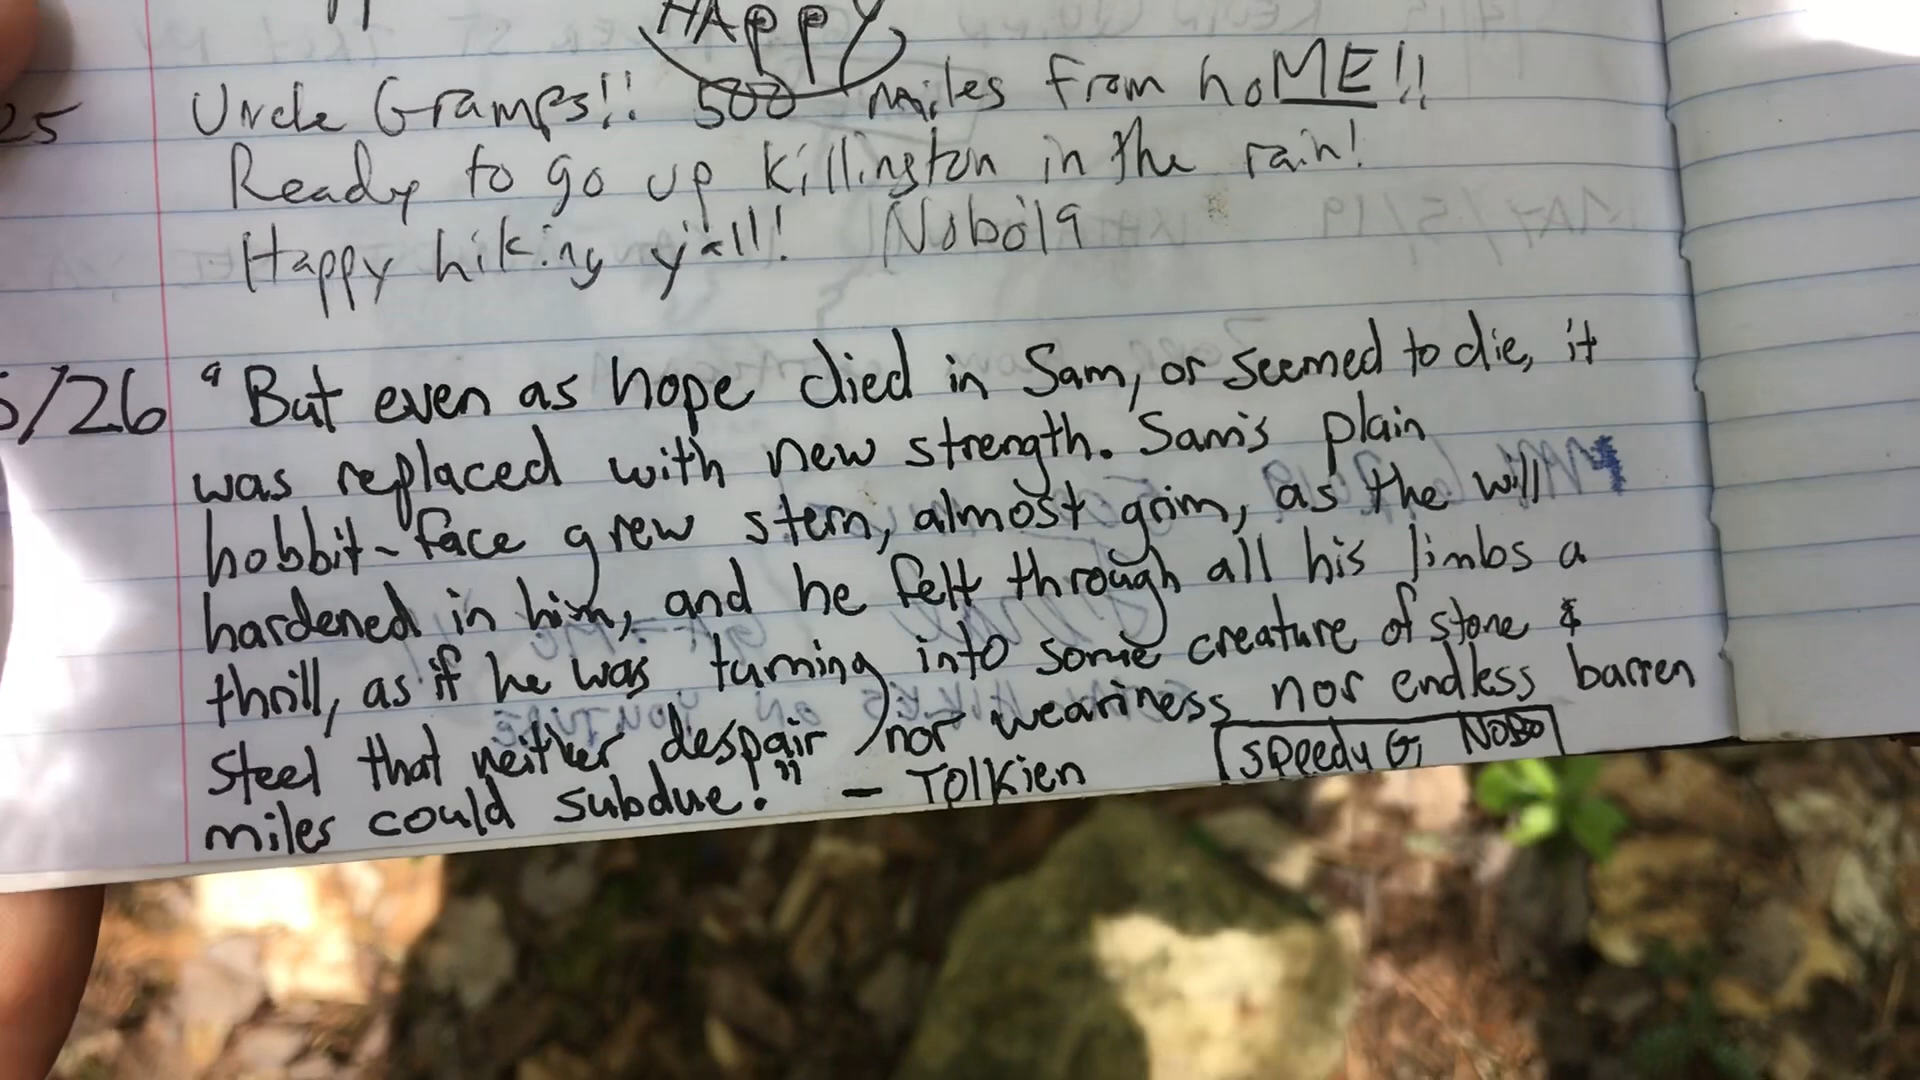 HAPPY
25 Uncle Gramps!! 500 miles from hoME!!
Ready to go up Killington in the rain!
Happy hiking y'all! Nobo'19
5/26 "But even as hope died in Sam, or seemed to die, it
was replaced with new strength. Sam's plain
hobbit-face grew stern, almost grim, as the will
hardened in him, and he felt through all his limbs a
thrill, as if he was turning into some creature of stone &
steel that neither despair nor weariness nor endless barren
miles could subdue." - Tolkien
Speedy G, NOBO